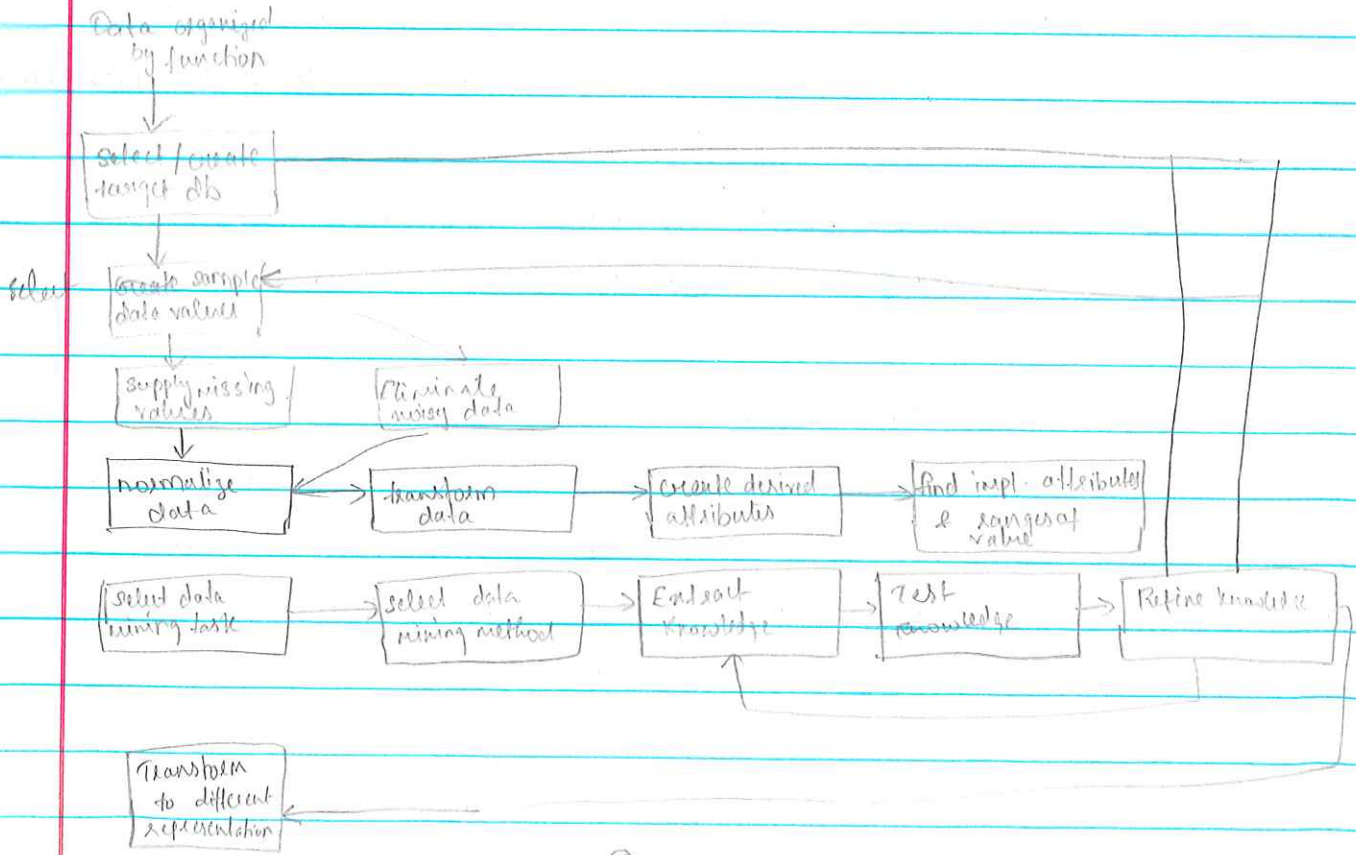 Data organized
by function
select/create
target db
select
create sample
data values
supply missing
values
Eliminate
noisy data
normalize
data
transform
data
create derived
attributes
find impt. attributes
& ranges of
value
select data
mining task
select data
mining method
Extract
knowledge
Test
knowledge
Refine knowledge
Transform
to different
representation